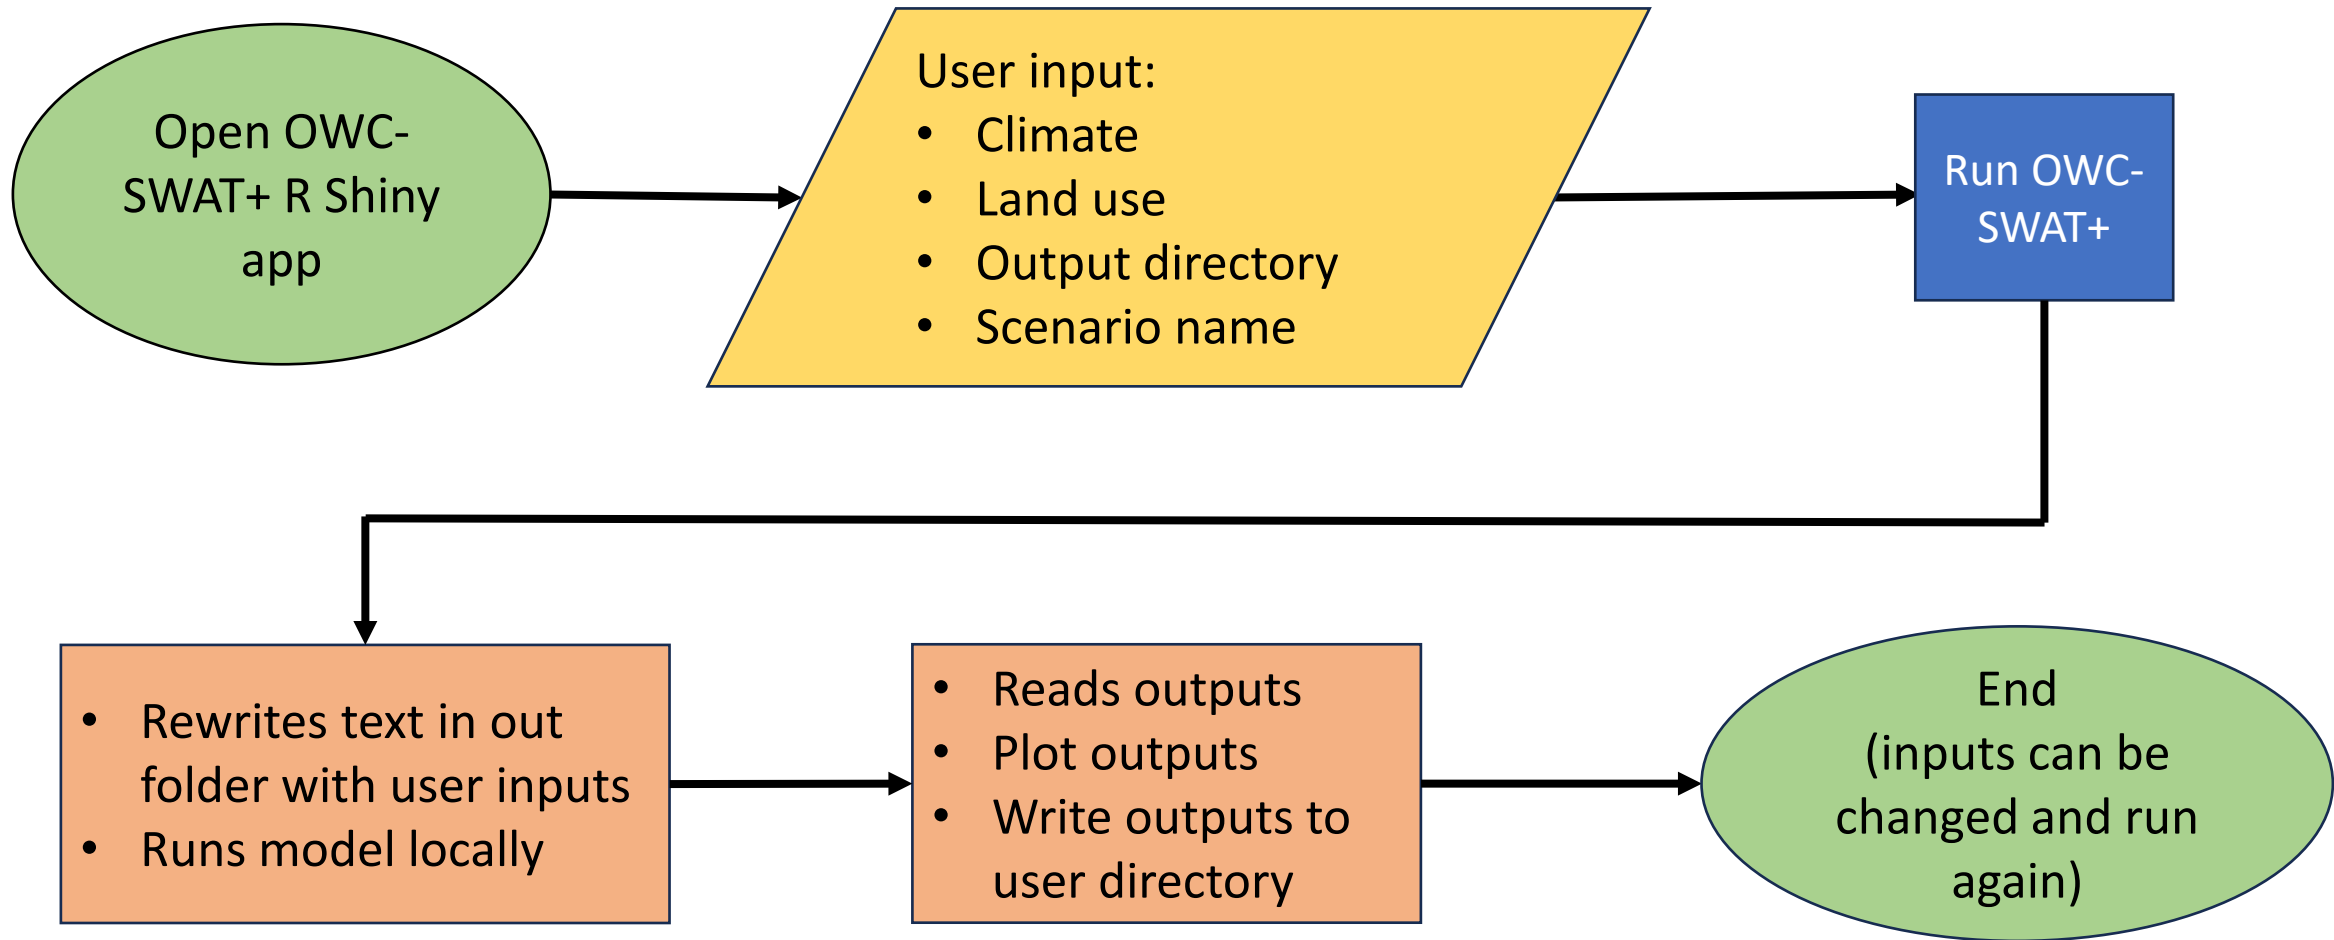 Open OWC-
SWAT+ R Shiny
app
User input:
• Climate
• Land use
• Output directory
• Scenario name
Run OWC-
SWAT+
• Rewrites text in out
folder with user inputs
• Runs model locally
• Reads outputs
• Plot outputs
• Write outputs to
user directory
End
(inputs can be
changed and run
again)